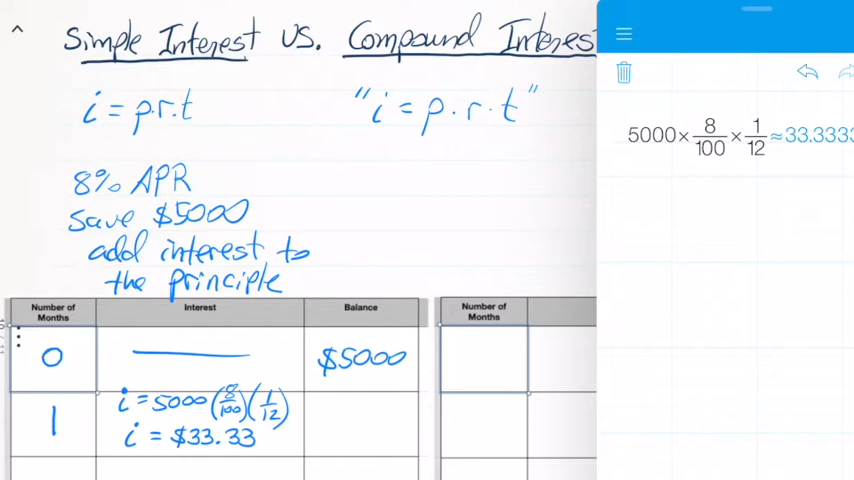 Simple Interest vs. Compound Interest
i = p.r.t
"i = p . r . t"
5000×8/100×1/12≈33.3333
8% APR
save $5000
add interest to
the principle
Number of Months Interest Balance
0 $5000
1 i = 5000(8/100)(1/12)
i = $33.33
Number of Months